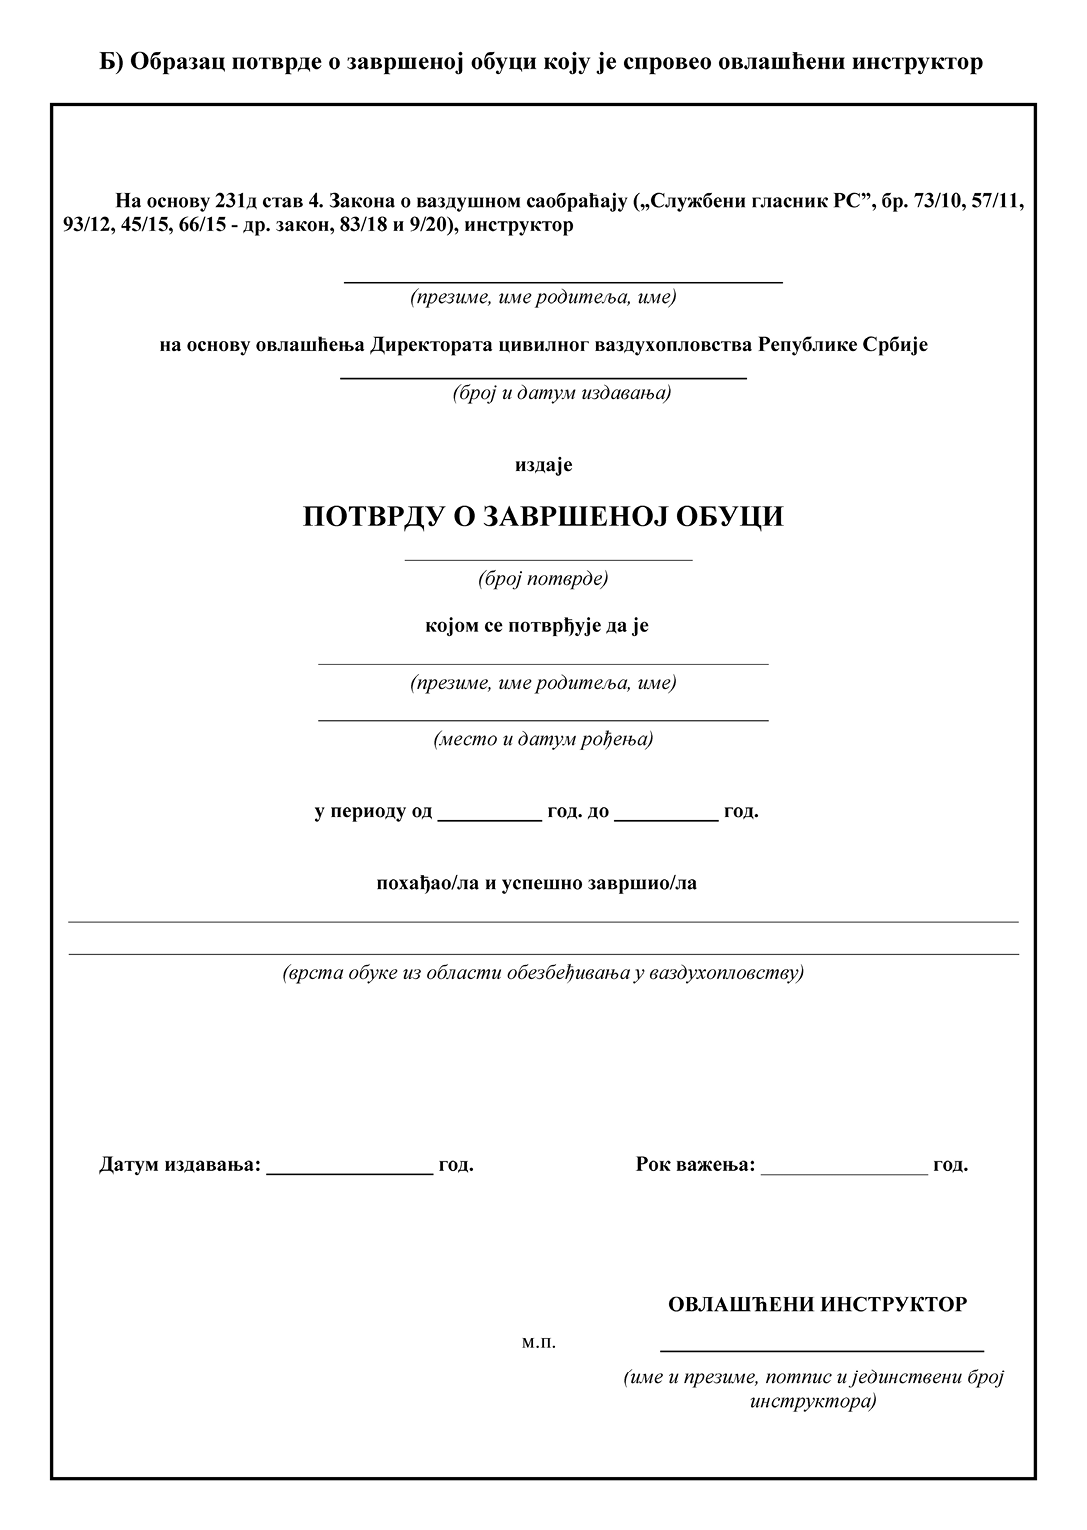 Б) Образац потврде о завршеној обуци коју је спровео овлашћени инструктор
На основу 231д став 4. Закона о ваздушном саобраћају („Службени гласник РС”, бр. 73/10, 57/11,
93/12, 45/15, 66/15 - др. закон, 83/18 и 9/20), инструктор
(презиме, име родитеља, име)
на основу овлашћења Директората цивилног ваздухопловства Републике Србије
(број и датум издавања)
издаје
ПОТВРДУ О ЗАВРШЕНОЈ ОБУЦИ
(број потврде)
којом се потврђује да је
(презиме, име родитеља, име)
(место и датум рођења)
у периоду од __________ год. до __________ год.
похађао/ла и успешно завршио/ла
(врста обуке из области обезбеђивања у ваздухопловству)
Датум издавања: ________________ год. Рок важења: ________________ год.
ОВЛАШЋЕНИ ИНСТРУКТОР
м.п.
(име и презиме, потпис и јединствени број
инструктора)